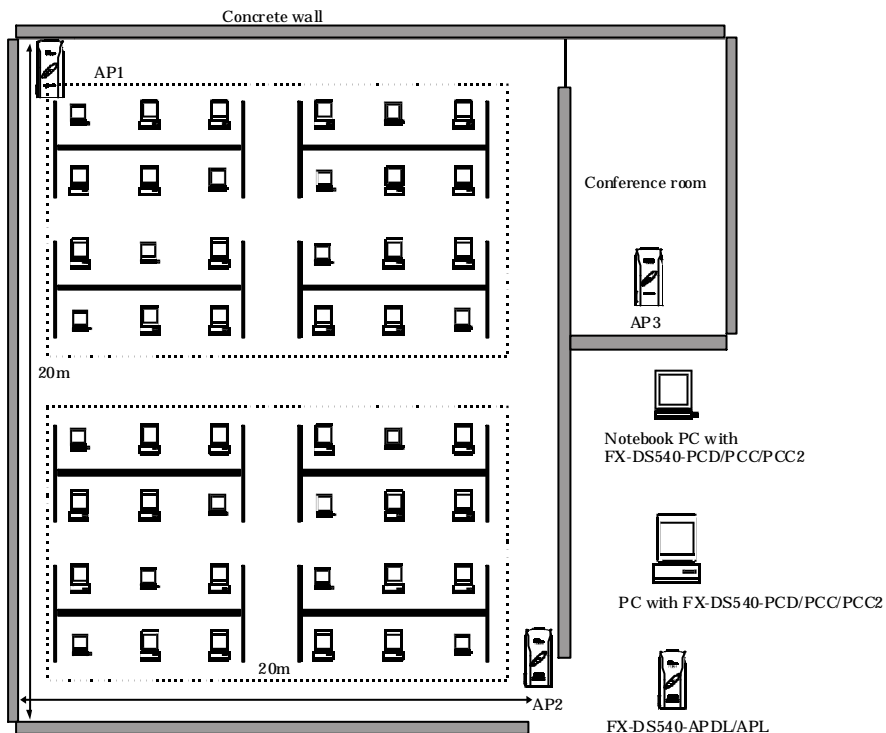 Concrete wall
AP1
Conference room
AP3
20m
Notebook PC with
FX-DS540-PCD/PCC/PCC2
PC with FX-DS540-PCD/PCC/PCC2
20m
AP2
FX-DS540-APDL/APL